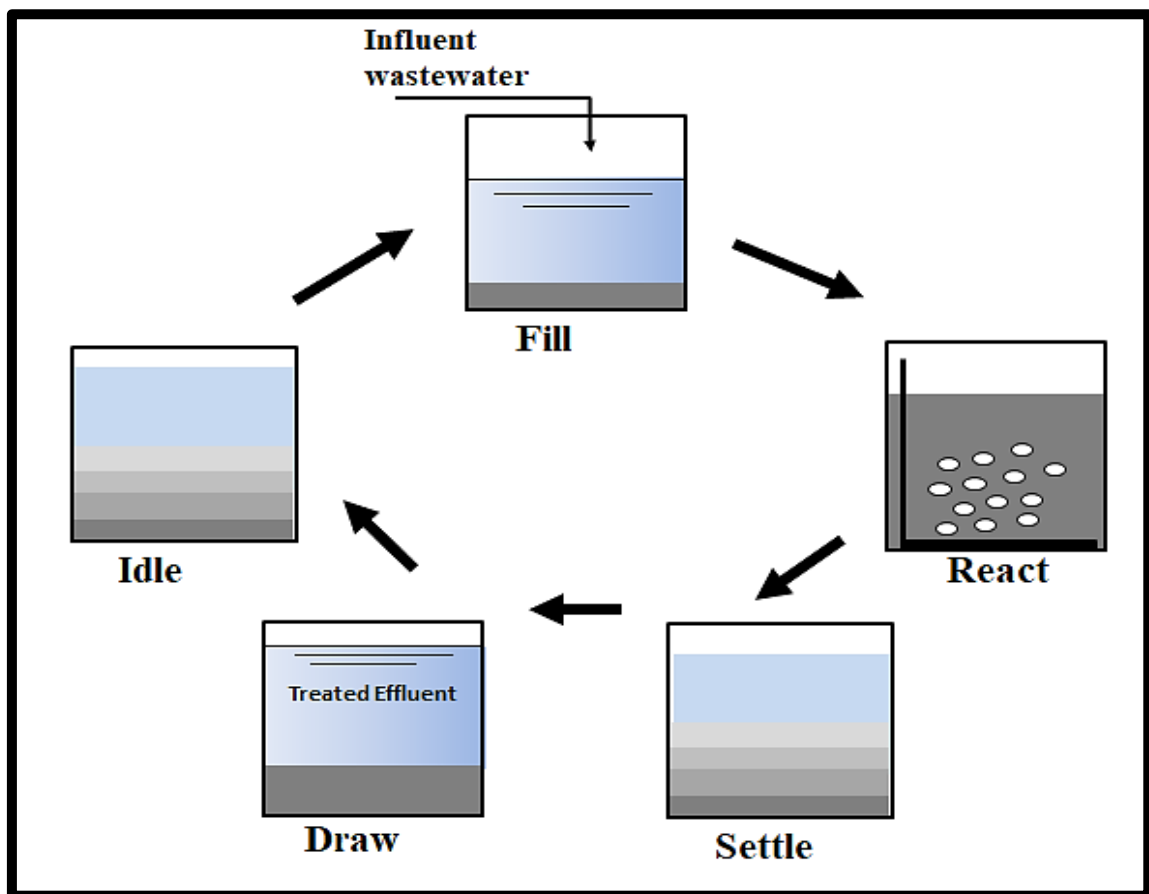 Influent
wastewater
Fill
React
Settle
Treated Effluent
Draw
Idle